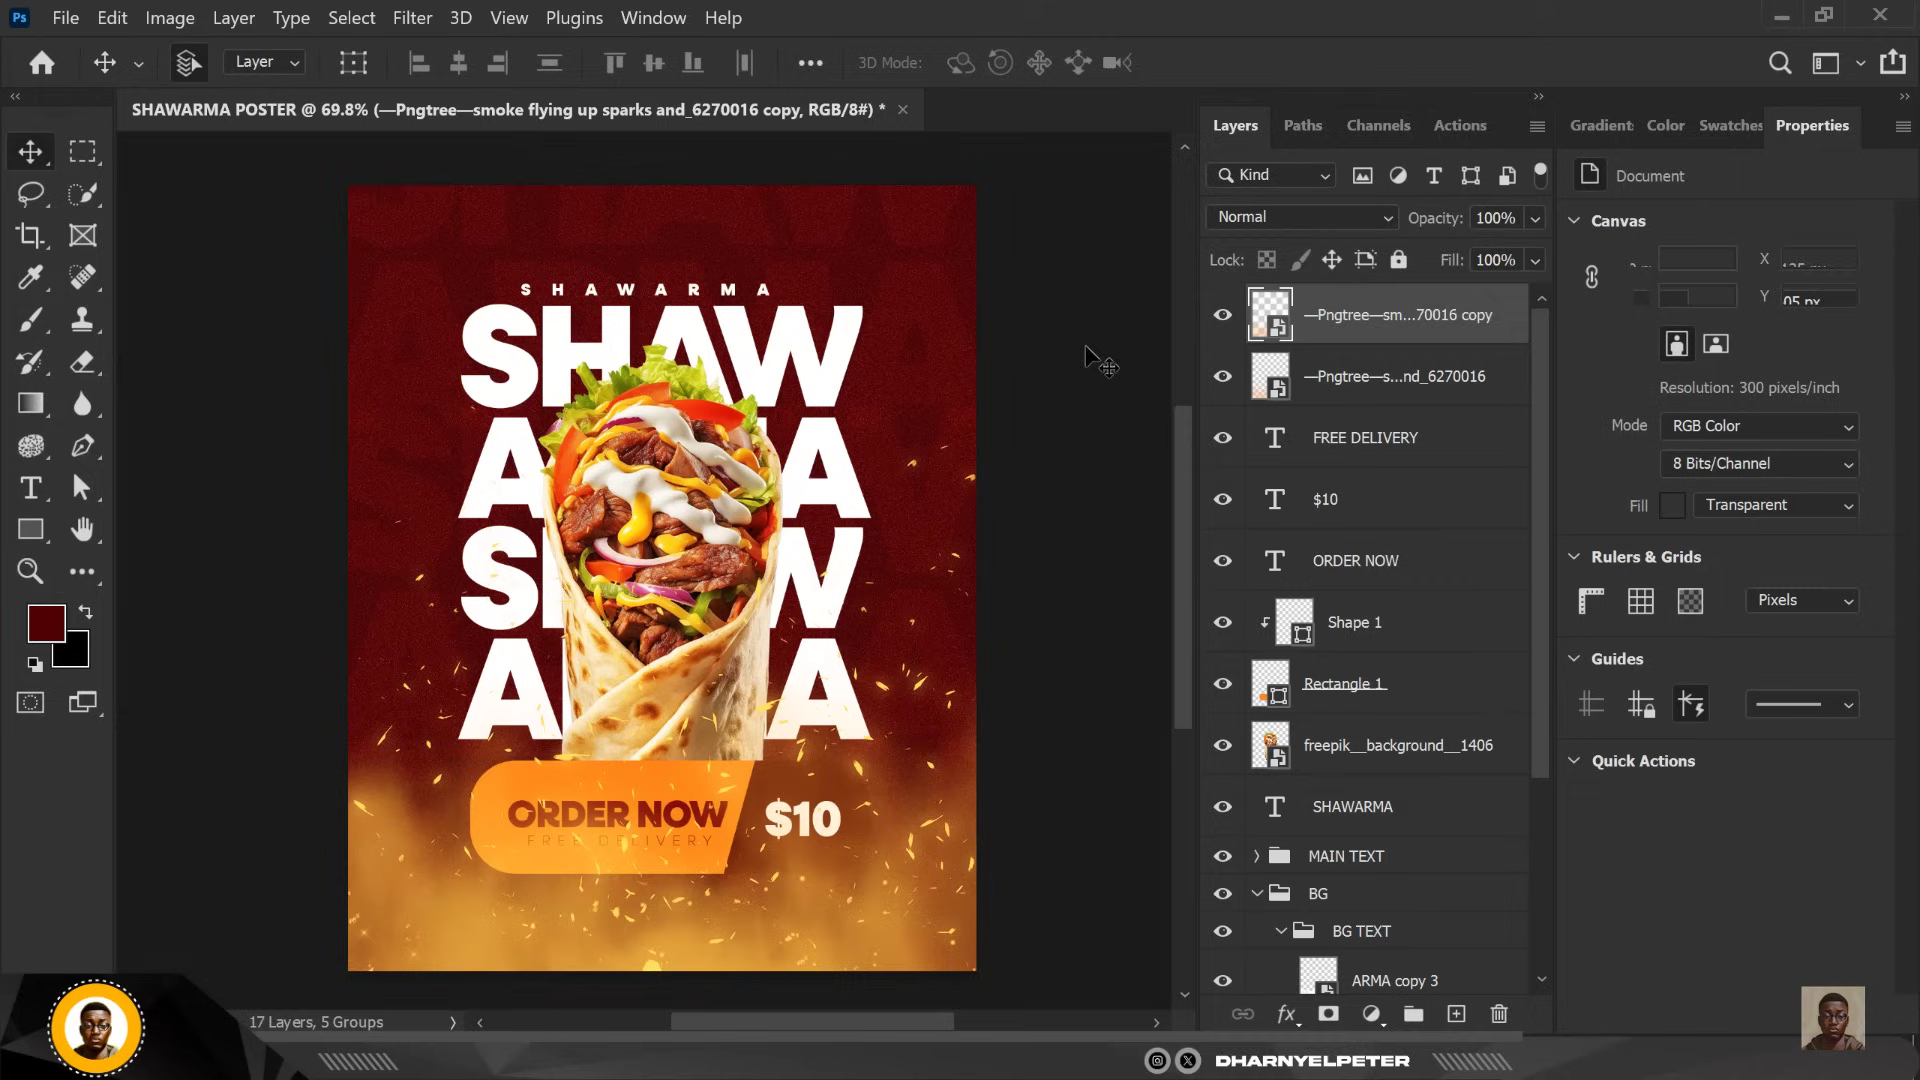 Ps File Edit Image Layer Type Select Filter 3D View Plugins Window Help
Layer 3D Mode:
SHAWARMA POSTER @ 69.8% (—Pngtree—smoke flying up sparks and_6270016 copy, RGB/8#) *
SHAWARMA
SHAW
A A
S W
A A
ORDER NOW
FREE DELIVERY
$10
17 Layers, 5 Groups
Layers Paths Channels Actions
Kind
Normal Opacity: 100%
Lock: Fill: 100%
—Pngtree—sm...70016 copy
—Pngtree—s...nd_6270016
FREE DELIVERY
$10
ORDER NOW
Shape 1
Rectangle 1
freepik__background__1406
SHAWARMA
MAIN TEXT
BG
BG TEXT
ARMA copy 3
Gradient: Color Swatches Properties
Document
Canvas
X
Y 05 px
Resolution: 300 pixels/inch
Mode RGB Color
8 Bits/Channel
Fill Transparent
Rulers & Grids
Pixels
Guides
Quick Actions
DHARNYELPETER